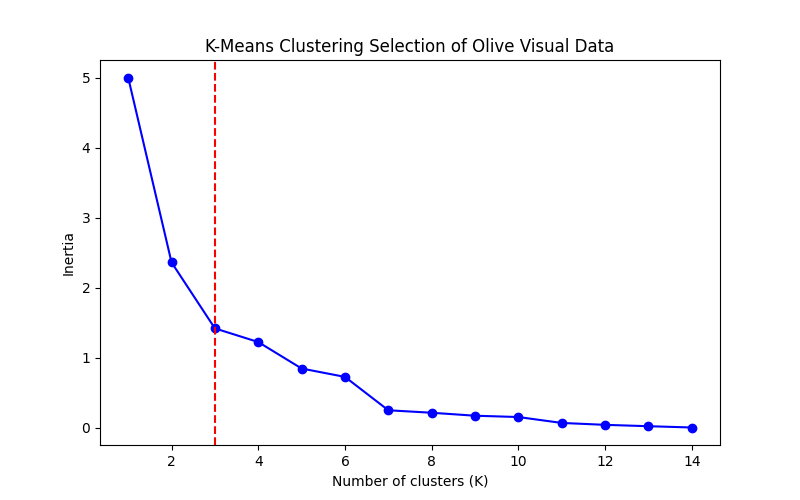 K-Means Clustering Selection of Olive Visual Data
5
4
3
2
1
0
Inertia
2 4 6 8 10 12 14
Number of clusters (K)